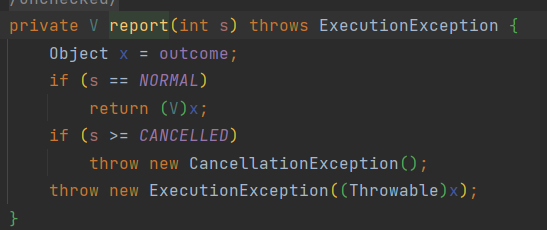 /unchecked/
private V report(int s) throws ExecutionException {
Object x = outcome;
if (s == NORMAL)
return (V)x;
if (s >= CANCELLED)
throw new CancellationException();
throw new ExecutionException((Throwable)x);
}